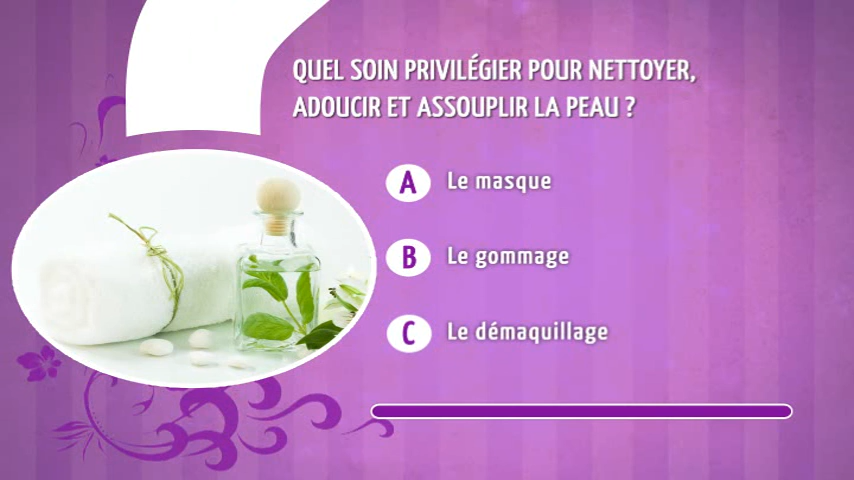 QUEL SOIN PRIVILÉGIER POUR NETTOYER,
ADOUCIR ET ASSOUPLIR LA PEAU ?
A Le masque
B Le gommage
C Le démaquillage